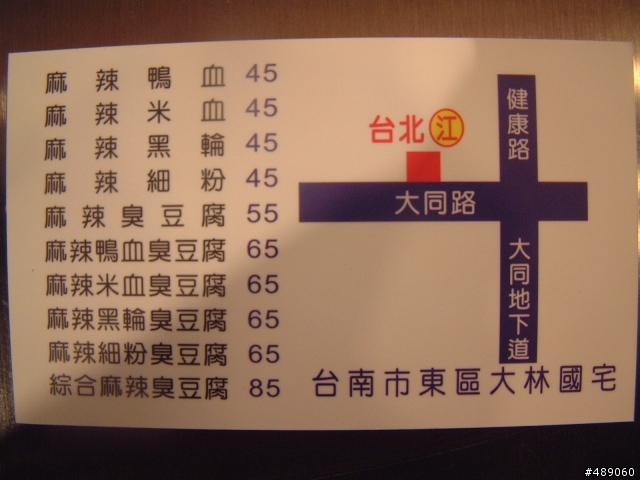 麻辣鴨血 45
麻辣米血 45
麻辣黑輪 45
麻辣細粉 45
麻辣臭豆腐 55
麻辣鴨血臭豆腐 65
麻辣米血臭豆腐 65
麻辣黑輪臭豆腐 65
麻辣細粉臭豆腐 65
綜合麻辣臭豆腐 85
健康路
台北江
大同路
大同地下道
台南市東區大林國宅
#489060